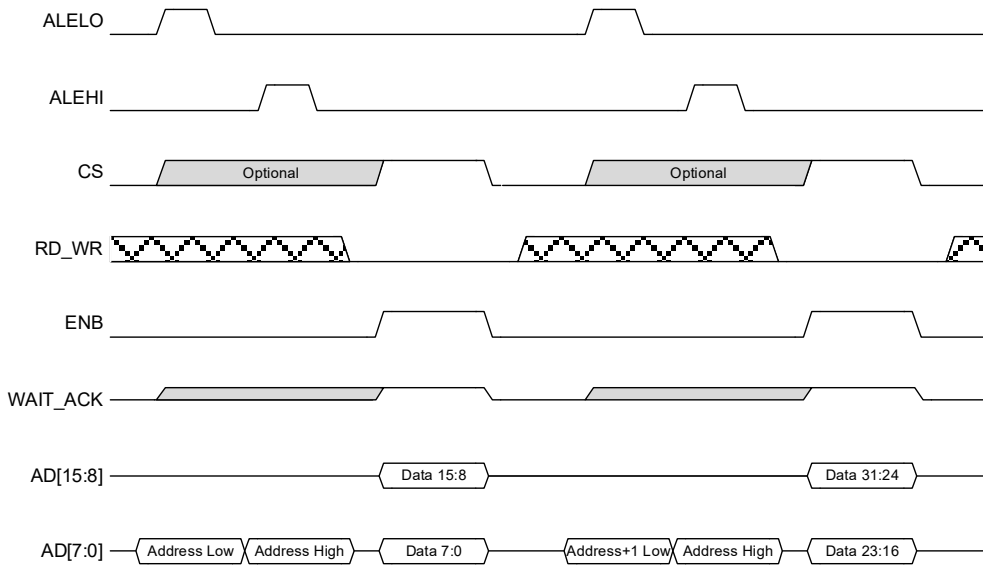 ALELO
ALEHI
CS Optional Optional
RD_WR
ENB
WAIT_ACK
AD[15:8] Data 15:8 Data 31:24
AD[7:0] Address Low Address High Data 7:0 Address+1 Low Address High Data 23:16